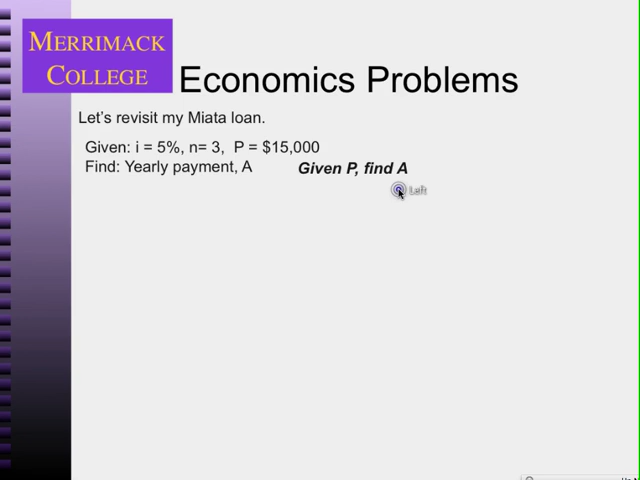 MERRIMACK
COLLEGE
Economics Problems
Let's revisit my Miata loan.
Given: i = 5%, n= 3,  P = $15,000
Find: Yearly payment, A
Given P, find A
Left